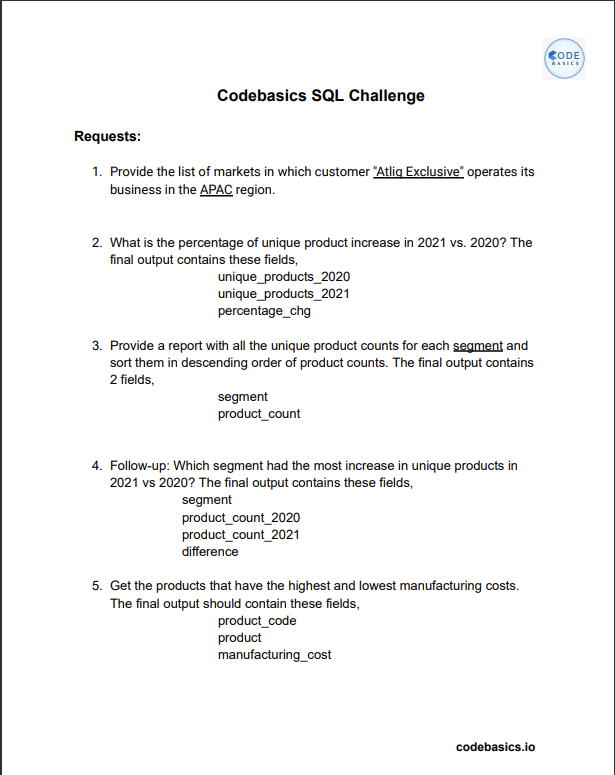 CODE
BASICS
Codebasics SQL Challenge
Requests:
1. Provide the list of markets in which customer "Atliq Exclusive" operates its
business in the APAC region.
2. What is the percentage of unique product increase in 2021 vs. 2020? The
final output contains these fields,
unique_products_2020
unique_products_2021
percentage_chg
3. Provide a report with all the unique product counts for each segment and
sort them in descending order of product counts. The final output contains
2 fields,
segment
product_count
4. Follow-up: Which segment had the most increase in unique products in
2021 vs 2020? The final output contains these fields,
segment
product_count_2020
product_count_2021
difference
5. Get the products that have the highest and lowest manufacturing costs.
The final output should contain these fields,
product_code
product
manufacturing_cost
codebasics.io